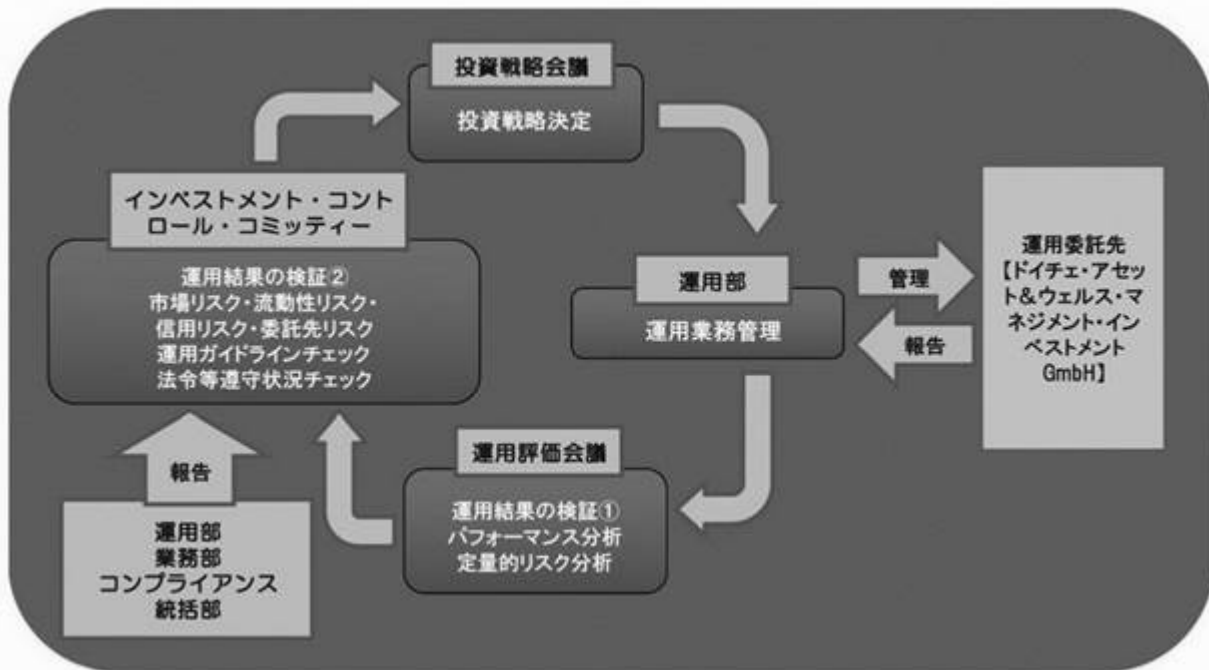 投資戦略会議
投資戦略決定
インベストメント・コント
ロール・コミッティー
運用結果の検証②
市場リスク・流動性リスク・
信用リスク・委託先リスク
運用ガイドラインチェック
法令等遵守状況チェック
運用部
運用業務管理
管理
報告
運用委託先
【ドイチェ・アセッ
ト&ウェルス・マ
ネジメント・イン
ベストメント
GmbH】
運用評価会議
運用結果の検証①
パフォーマンス分析
定量的リスク分析
報告
運用部
業務部
コンプライアンス
統括部